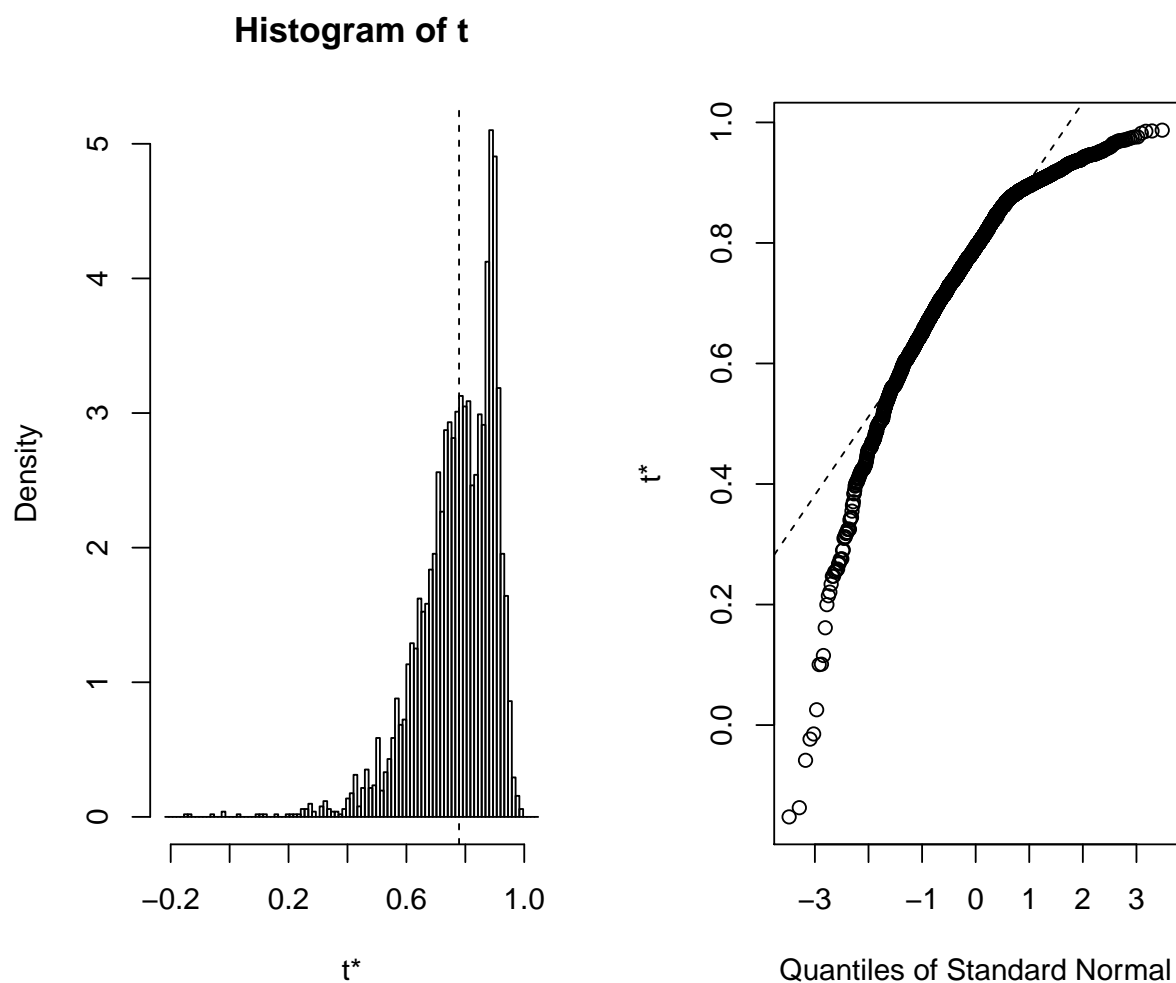 Histogram of t
Density
0 1 2 3 4 5
−0.2 0.2 0.6 1.0
t*
t*
0.0 0.2 0.4 0.6 0.8 1.0
−3 −1 0 1 2 3
Quantiles of Standard Normal